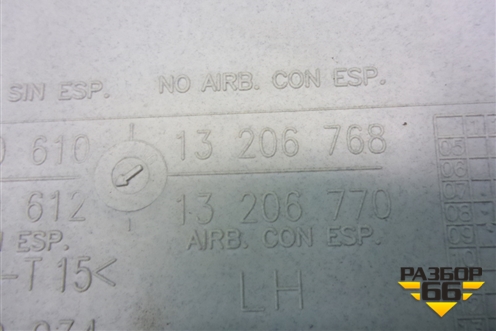 SIN ESP. NO AIRB. CON ESP.
610 13 206 768
612 13 206 770
ESP. AIRB. CON ESP.
-T15<
LH
РАЗБОР
66